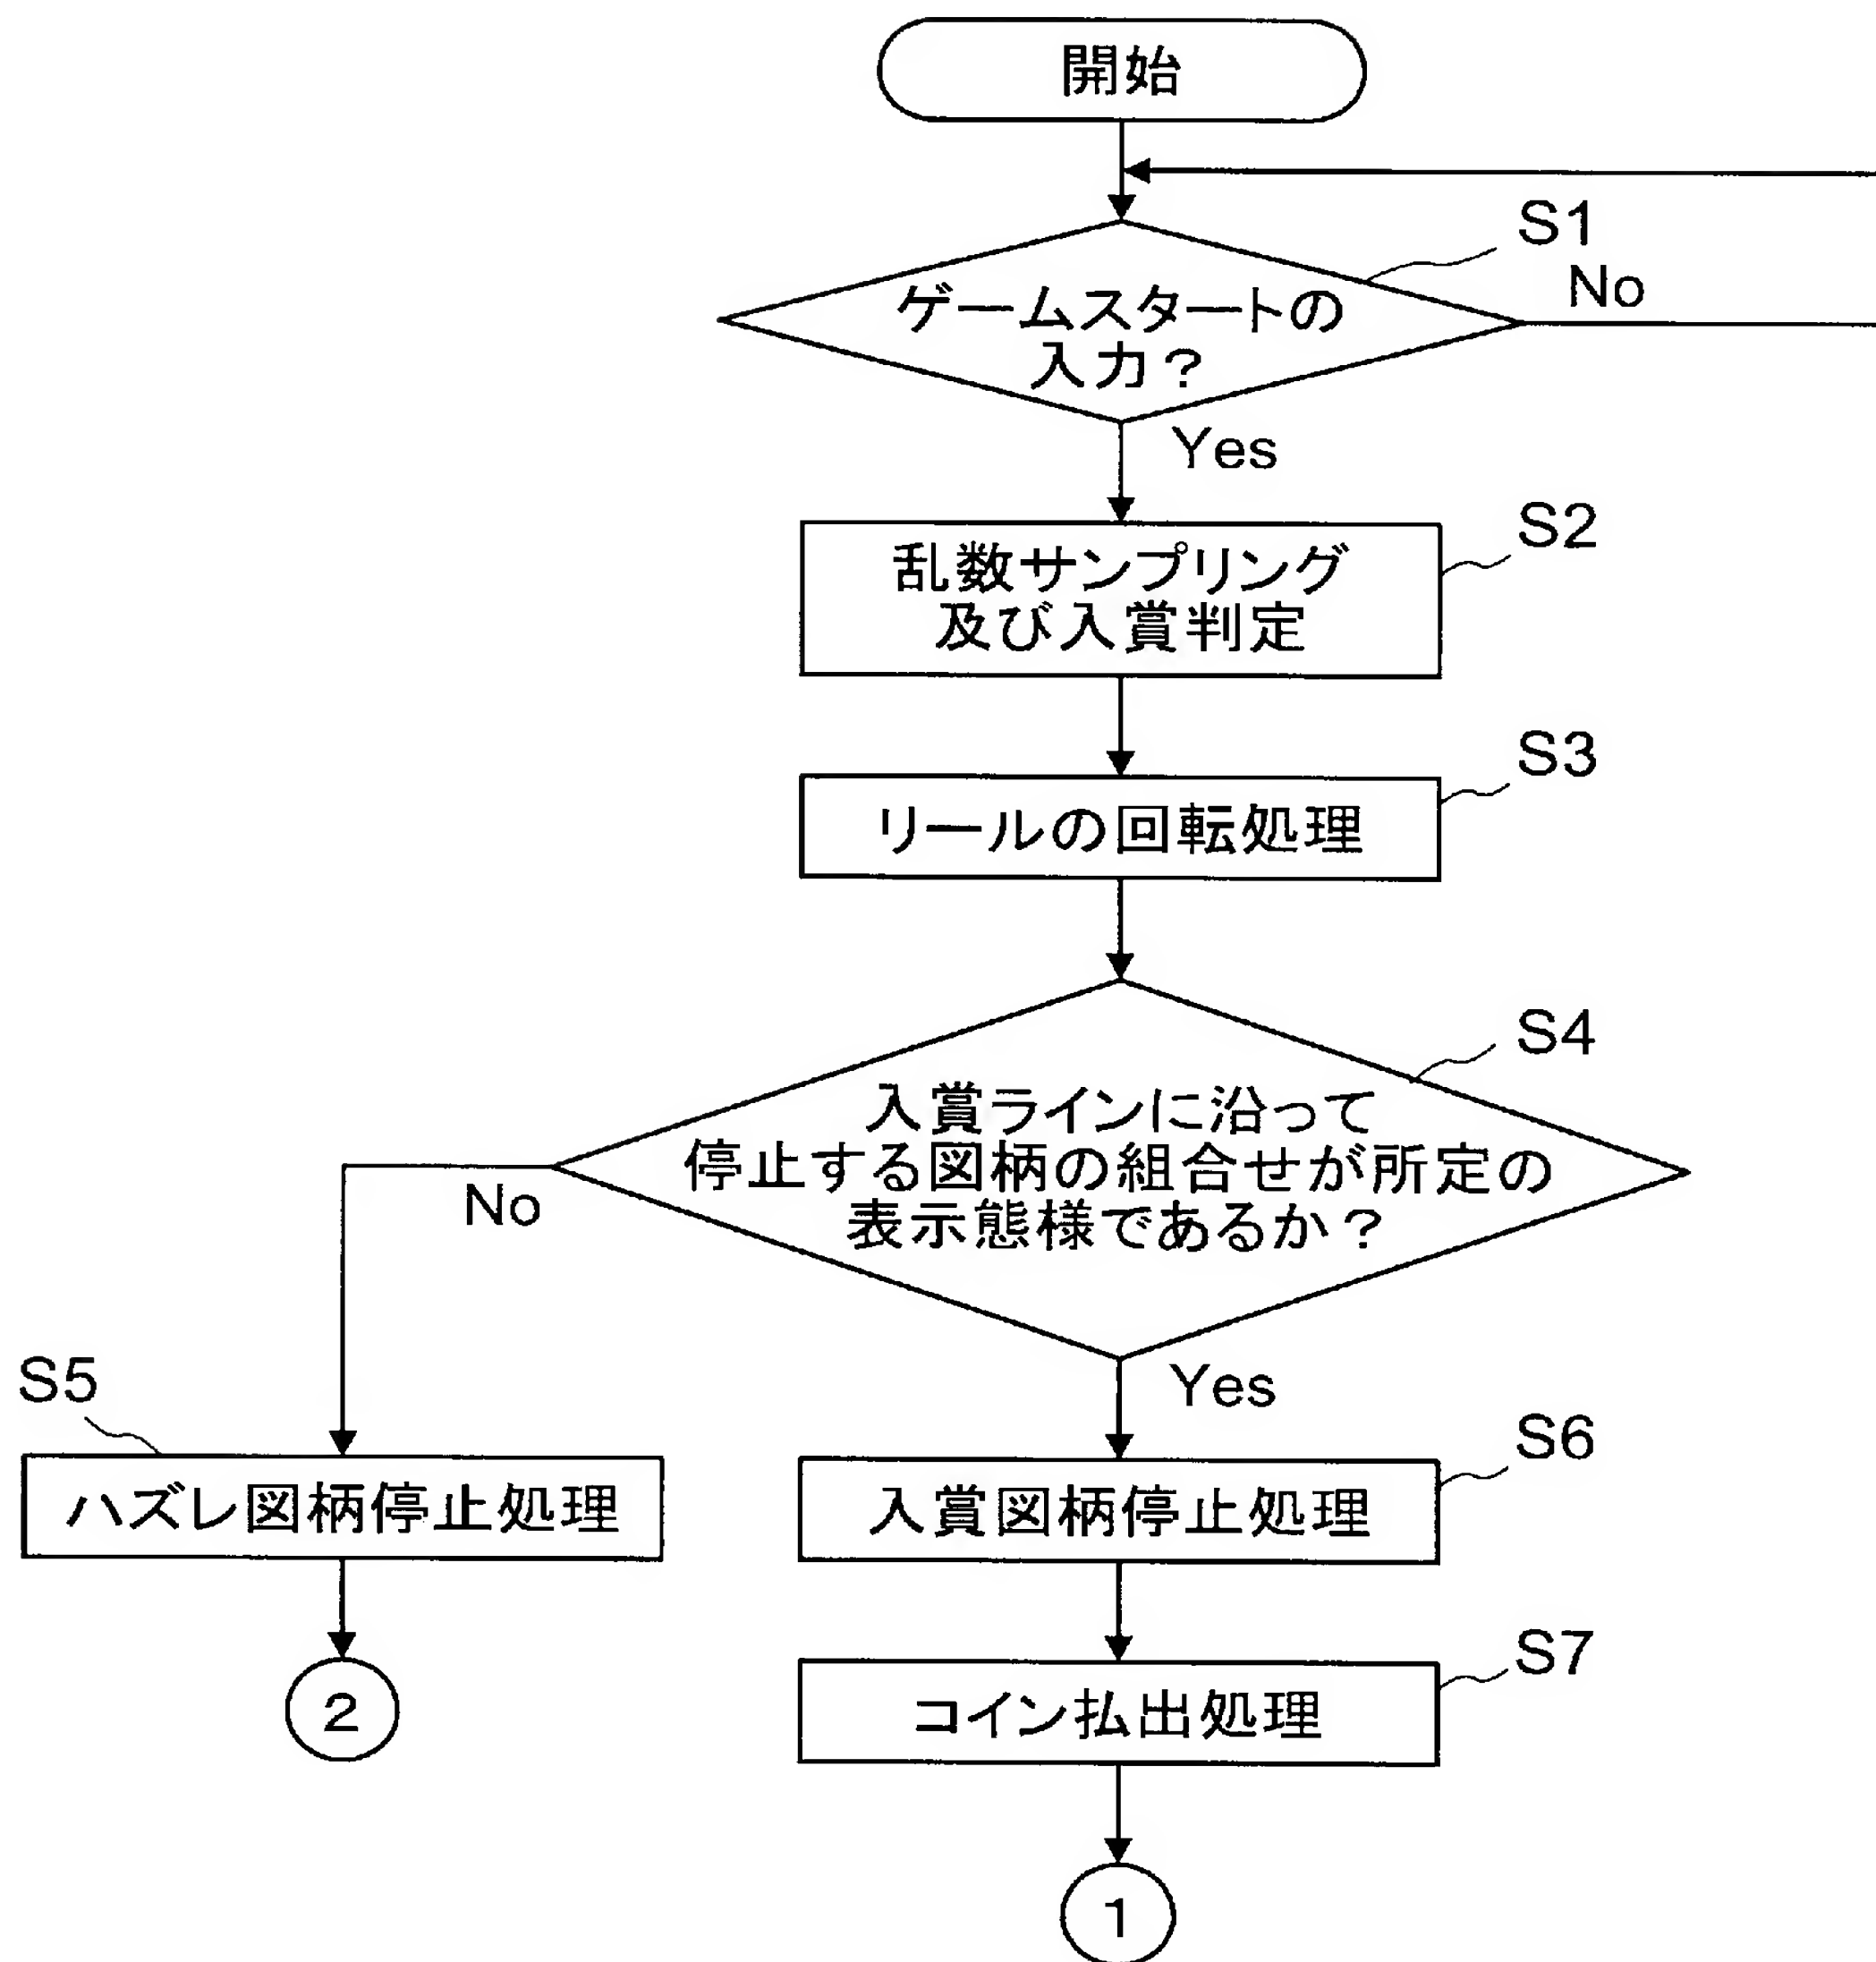 開始
S1
No
ゲームスタートの
入力？
Yes
S2
乱数サンプリング
及び入賞判定
S3
リールの回転処理
S4
入賞ラインに沿って
停止する図柄の組合せが所定の
表示態様であるか？
No
Yes
S5
ハズレ図柄停止処理
S6
入賞図柄停止処理
S7
コイン払出処理
2
1